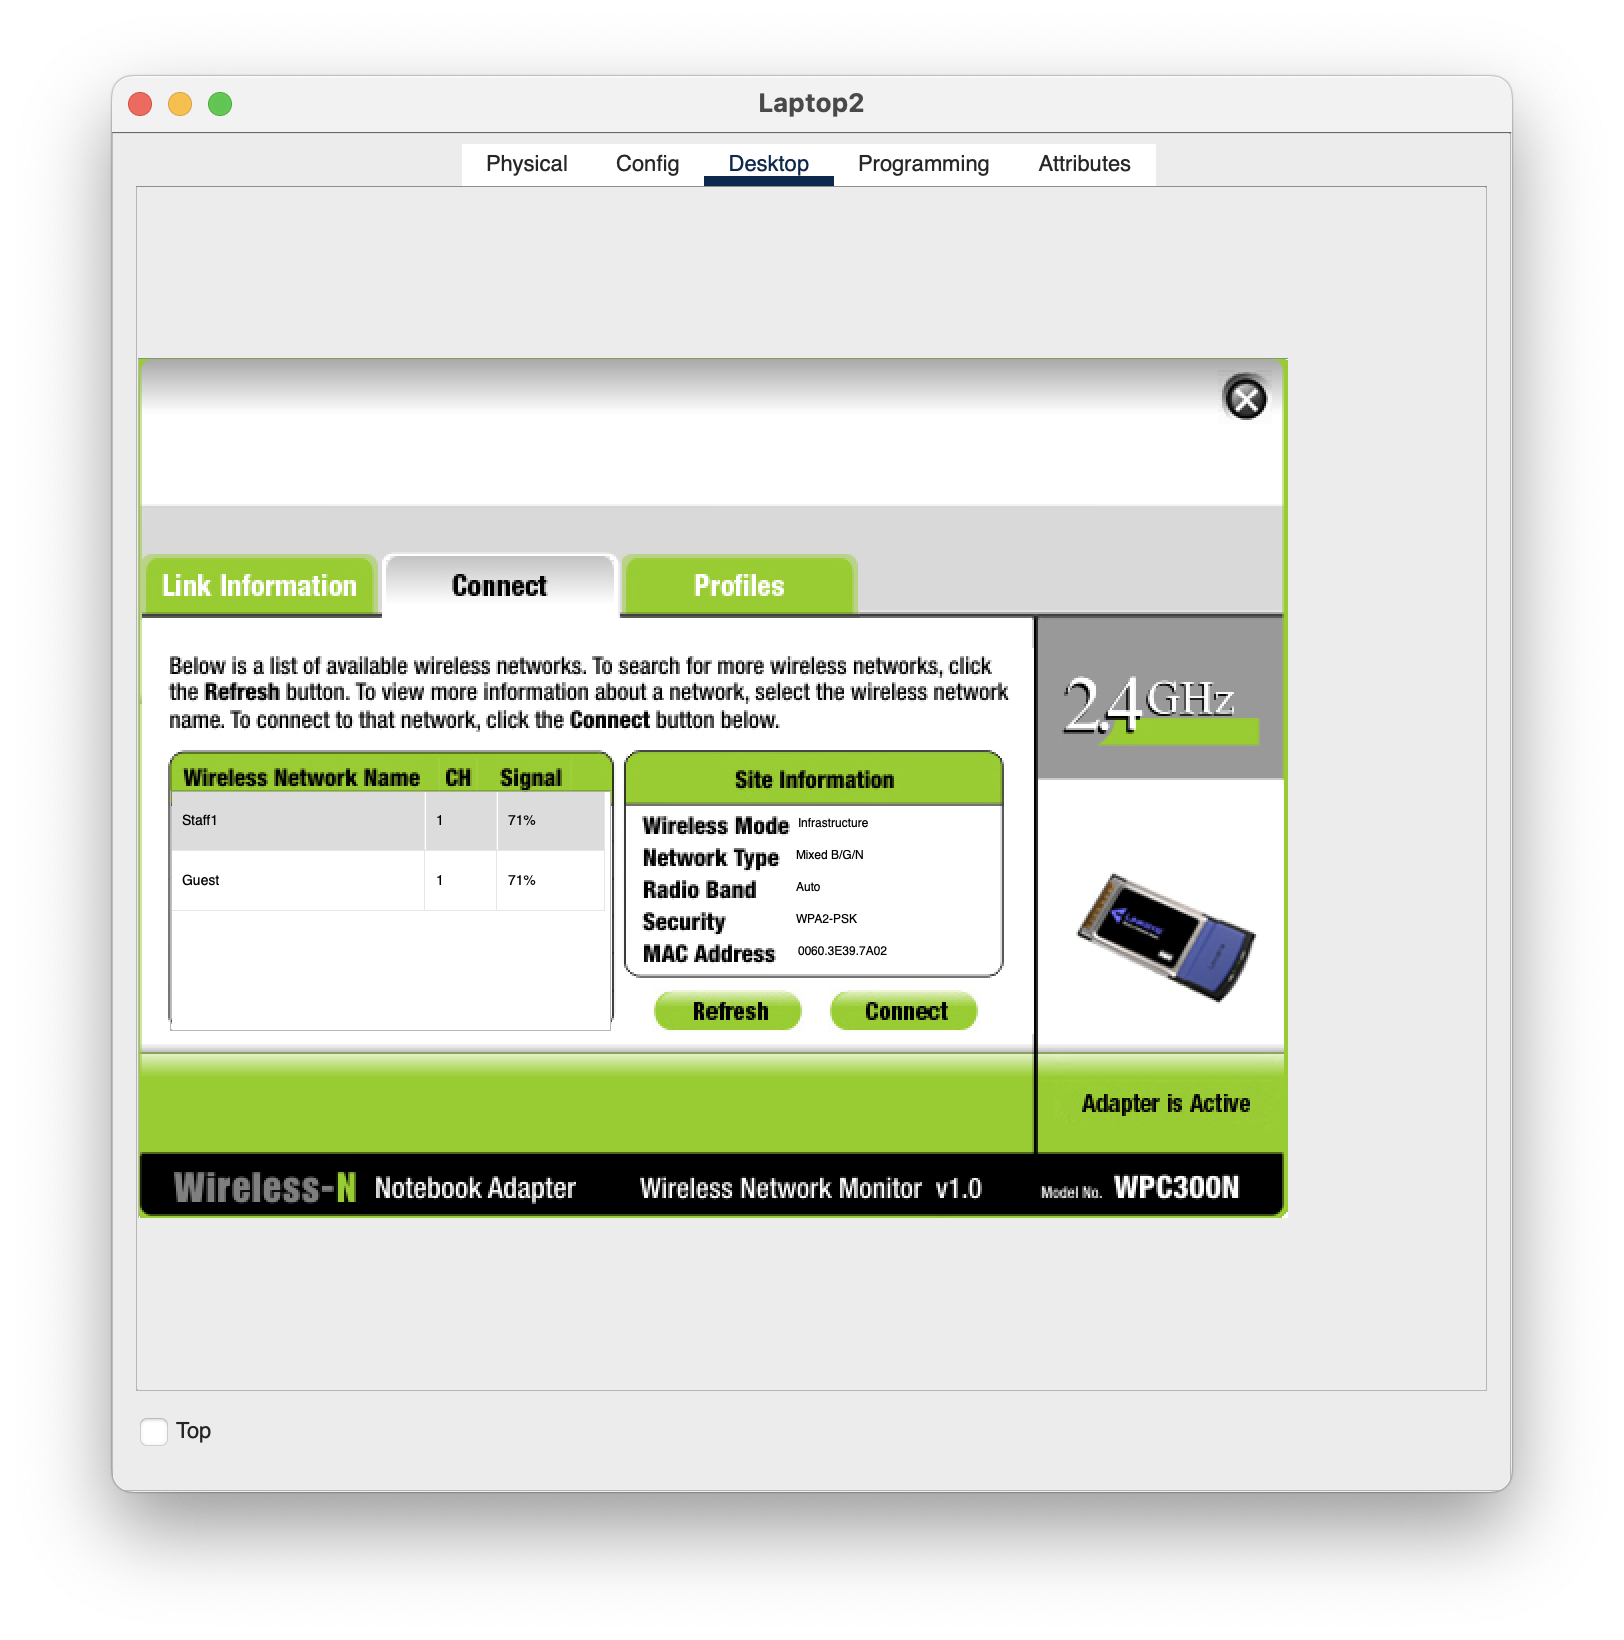 Laptop2
Physical Config Desktop Programming Attributes
Link Information Connect Profiles
Below is a list of available wireless networks. To search for more wireless networks, click
the Refresh button. To view more information about a network, select the wireless network
name. To connect to that network, click the Connect button below.
2.4 GHz
Wireless Network Name CH Signal
Staff1 1 71%
Guest 1 71%
Site Information
Wireless Mode Infrastructure
Network Type Mixed B/G/N
Radio Band Auto
Security WPA2-PSK
MAC Address 0060.3E39.7A02
Refresh Connect
Linksys
Adapter is Active
Wireless-N Notebook Adapter Wireless Network Monitor v1.0 Model No. WPC300N
Top